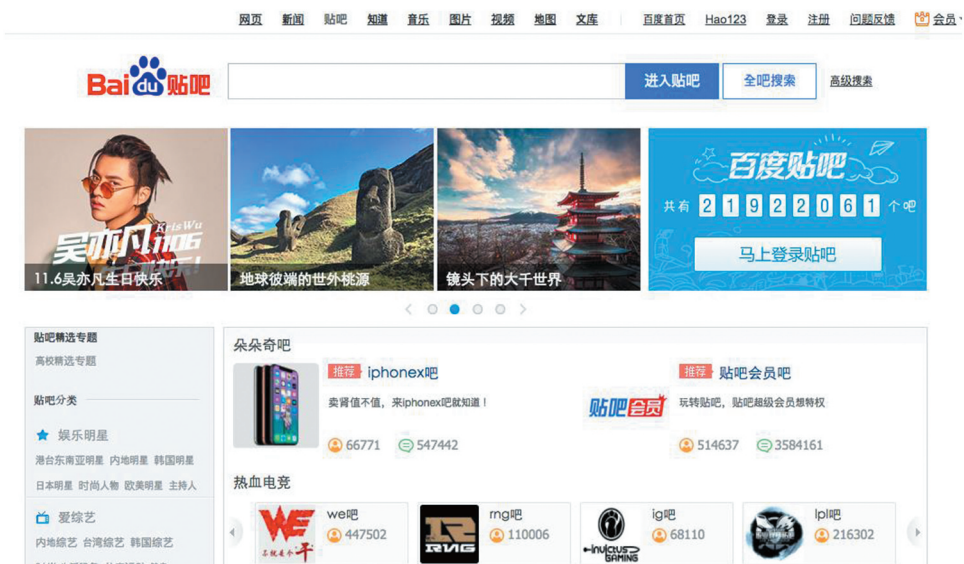 网页 新闻 贴吧 知道 音乐 图片 视频 地图 文库 百度首页 Hao123 登录 注册 问题反馈 会员
Bai du 贴吧 进入贴吧 全吧搜索 高级搜索
KrisWu
吴亦凡1106
11.6吴亦凡生日快乐
地球彼端的世外桃源
镜头下的大千世界
百度贴吧
共有 21922061 个吧
马上登录贴吧
贴吧精选专题
高校精选专题
贴吧分类
娱乐明星
港台东南亚明星 内地明星 韩国明星
日本明星 时尚人物 欧美明星 主持人
爱综艺
内地综艺 台湾综艺 韩国综艺
朵朵奇吧
推荐 iphonex吧
卖肾值不值，来iphonex吧就知道！
66771 547442
贴吧会员
推荐 贴吧会员吧
玩转贴吧，贴吧超级会员想特权
514637 3584161
热血电竞
WE
we吧
447502
RNG
rng吧
110006
invictus
GAMING
ig吧
68110
lpl吧
216302